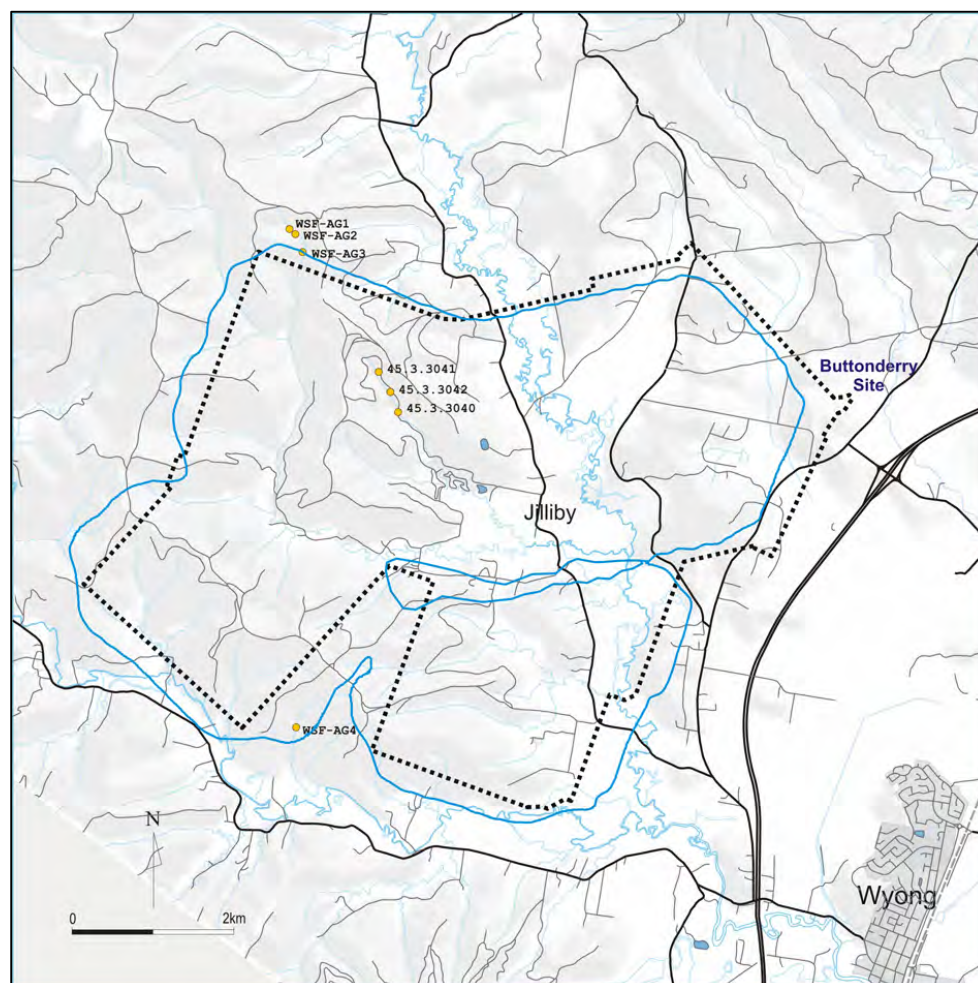 WSF-AG1
WSF-AG2
WSF-AG3
45.3.3041
45.3.3042
45.3.3040
Buttonderry
Site
Jilliby
WSF-AG4
N
0 2km
Wyong